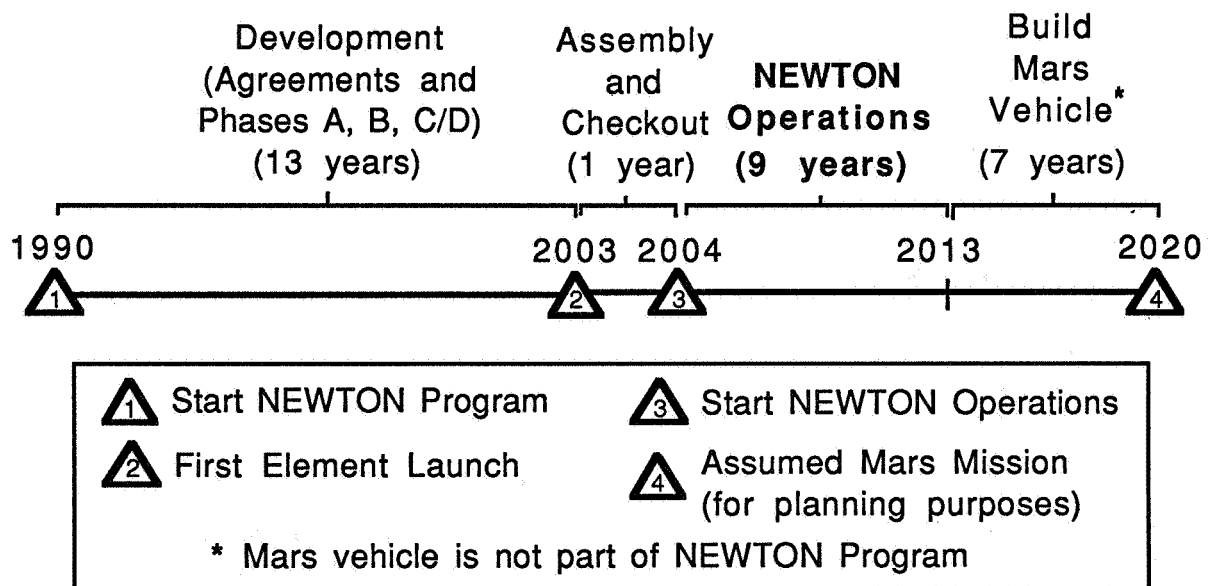 Development
(Agreements and
Phases A, B, C/D)
(13 years)
Assembly
and
Checkout
(1 year)
NEWTON
Operations
(9 years)
Build
Mars
Vehicle*
(7 years)
1990 2003 2004 2013 2020
1 2 3 4
1 Start NEWTON Program
2 First Element Launch
3 Start NEWTON Operations
4 Assumed Mars Mission
(for planning purposes)
* Mars vehicle is not part of NEWTON Program